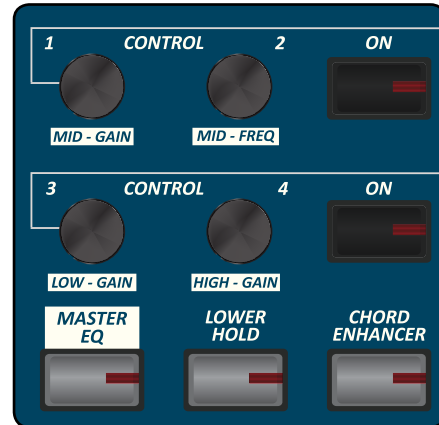 1 CONTROL 2 ON
MID - GAIN MID - FREQ
3 CONTROL 4 ON
LOW - GAIN HIGH - GAIN
MASTER
EQ
LOWER
HOLD
CHORD
ENHANCER